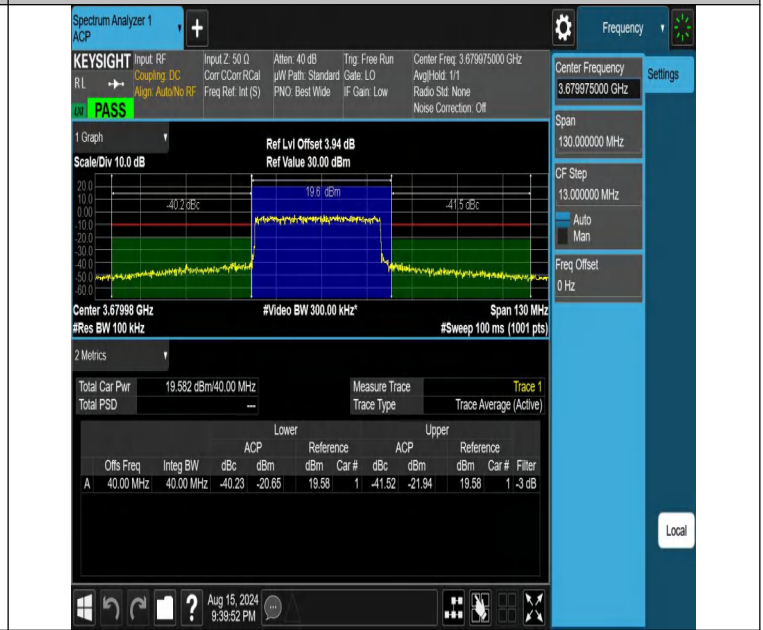 Spectrum Analyzer 1
ACP
+
Frequency
KEYSIGHT
RL
PASS
Input: RF
Coupling: DC
Align: Auto/No RF
Input Z: 50 Ω
Corr CCorr RCal
Freq Ref: Int (S)
Atten: 40 dB
µW Path: Standard
PNO: Best Wide
Trig: Free Run
Gate: LO
IF Gain: Low
Center Freq: 3.679975000 GHz
Avg|Hold: 1/1
Radio Std: None
Noise Correction: Off
Center Frequency
3.679975000 GHz
Settings
Span
130.000000 MHz
CF Step
13.000000 MHz
Auto
Man
Freq Offset
0 Hz
Local
1 Graph
Scale/Div 10.0 dB
Ref Lvl Offset 3.94 dB
Ref Value 30.00 dBm
20.0
10.0
0.00
-10.0
-20.0
-30.0
-40.0
-50.0
-60.0
-40.2 dBc
19.6 dBm
-41.5 dBc
Center 3.67998 GHz
#Video BW 300.00 kHz*
Span 130 MHz
#Res BW 100 kHz
#Sweep 100 ms (1001 pts)
2 Metrics
Total Car Pwr 19.582 dBm/40.00 MHz
Total PSD ---
Measure Trace Trace 1
Trace Type Trace Average (Active)
Lower Upper
ACP Reference ACP Reference
Offs Freq Integ BW dBc dBm dBm Car # dBc dBm dBm Car # Filter
A 40.00 MHz 40.00 MHz -40.23 -20.65 19.58 1 -41.52 -21.94 19.58 1 -3 dB
?
Aug 15, 2024
9:39:52 PM